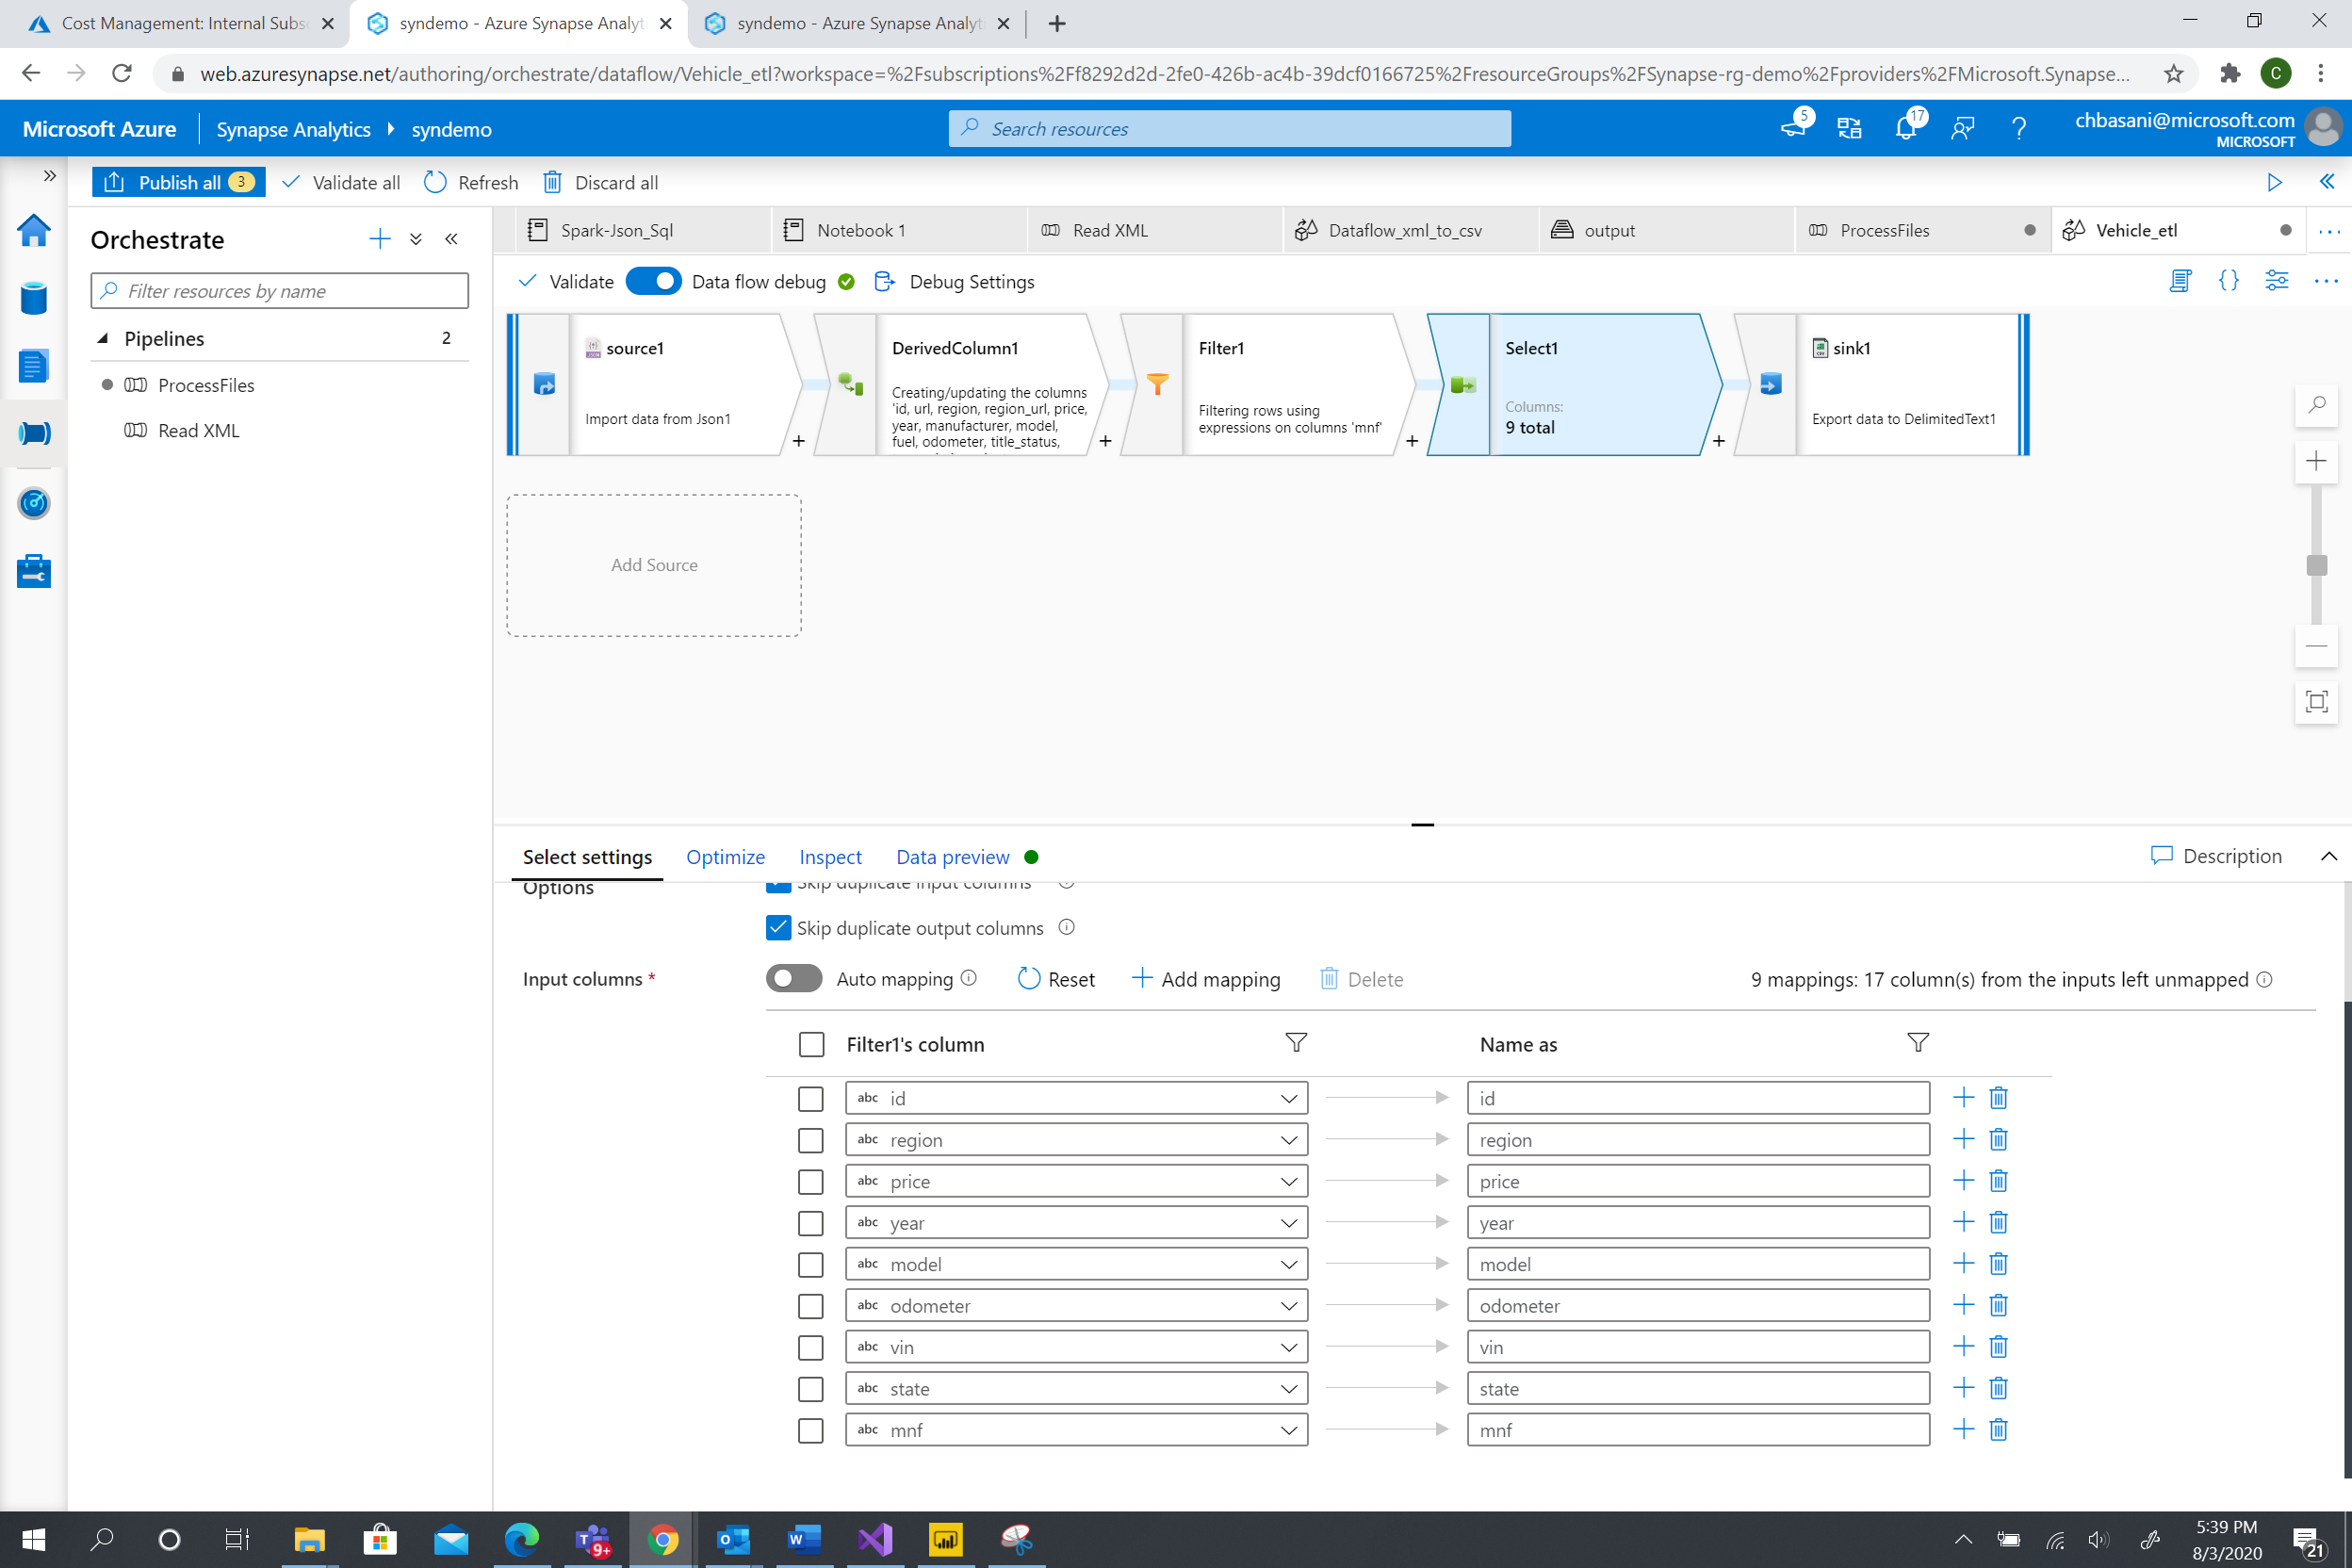 Cost Management: Internal Subs
syndemo - Azure Synapse Analyt
syndemo - Azure Synapse Analyt
web.azuresynapse.net/authoring/orchestrate/dataflow/Vehicle_etl?workspace=%2Fsubscriptions%2Ff8292d2d-2fe0-426b-ac4b-39dcf0166725%2FresourceGroups%2FSynapse-rg-demo%2Fproviders%2FMicrosoft.Synapse...
C
Microsoft Azure
Synapse Analytics
syndemo
Search resources
5
17
chbasani@microsoft.com
MICROSOFT
Publish all 3
Validate all
Refresh
Discard all
Orchestrate
Filter resources by name
Pipelines 2
ProcessFiles
Read XML
Spark-Json_Sql
Notebook 1
Read XML
Dataflow_xml_to_csv
output
ProcessFiles
Vehicle_etl
Validate
Data flow debug
Debug Settings
source1
Import data from Json1
DerivedColumn1
Creating/updating the columns
'id, url, region, region_url, price,
year, manufacturer, model,
fuel, odometer, title_status,
Filter1
Filtering rows using
expressions on columns 'mnf'
Select1
Columns:
9 total
sink1
Export data to DelimitedText1
Add Source
Select settings
Optimize
Inspect
Data preview
Description
Options
Skip duplicate input columns
Skip duplicate output columns
Input columns *
Auto mapping
Reset
Add mapping
Delete
9 mappings: 17 column(s) from the inputs left unmapped
Filter1's column
Name as
abc id
id
abc region
region
abc price
price
abc year
year
abc model
model
abc odometer
odometer
abc vin
vin
abc state
state
abc mnf
mnf
9+
5:39 PM
8/3/2020
21